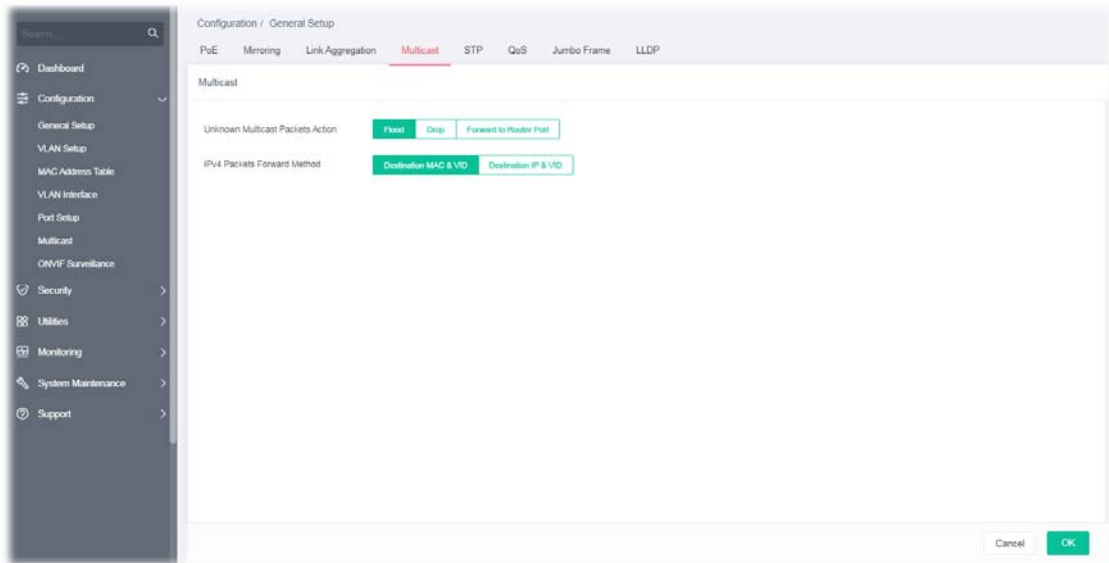 Search...
Dashboard
Configuration
General Setup
VLAN Setup
MAC Address Table
VLAN Interface
Port Setup
Multicast
ONVIF Surveillance
Security
Utilities
Monitoring
System Maintenance
Support
Configuration / General Setup
PoE Mirroring Link Aggregation Multicast STP QoS Jumbo Frame LLDP
Multicast
Unknown Multicast Packets Action Flood Drop Forward to Router Port
IPv4 Packets Forward Method Destination MAC & VID Destination IP & VID
Cancel OK